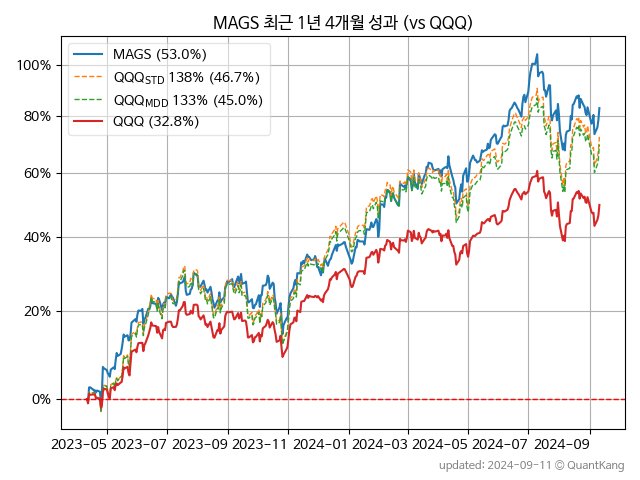 MAGS 최근 1년 4개월 성과 (vs QQQ)
MAGS (53.0%)
QQQSTD 138% (46.7%)
QQQMDD 133% (45.0%)
QQQ (32.8%)
100%
80%
60%
40%
20%
0%
2023-05 2023-07 2023-09 2023-11 2024-01 2024-03 2024-05 2024-07 2024-09
updated: 2024-09-11 © QuantKang